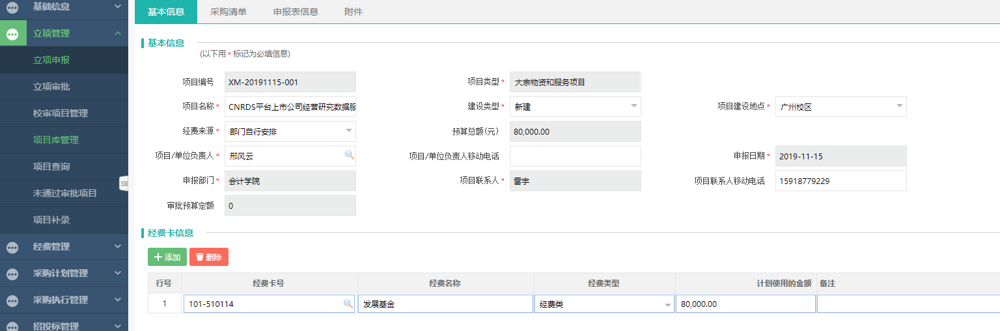 基础信息
立项管理
立项申报
立项审批
校审项目管理
项目库管理
项目查询
未通过审批项目
项目补录
经费管理
采购计划管理
采购执行管理
招投标管理
基本信息 采购清单 申报表信息 附件
基本信息
(以下用 * 标记为必填信息)
项目编号 XM-20191115-001 项目类型 * 大宗物资和服务项目
项目名称 * CNRDS平台上市公司经营研究数据服 建设类型 * 新建 项目建设地点 * 广州校区
经费来源 * 部门自行安排 预算总额(元) 80,000.00
项目/单位负责人 * 邢风云 项目/单位负责人移动电话 申报日期 * 2019-11-15
申报部门 * 会计学院 项目联系人 * 雷宇 项目联系人移动电话 15918779229
审批预算定额 0
经费卡信息
添加 删除
行号 经费卡号 经费名称 经费类型 计划使用的金额 备注
1 101-510114 发展基金 经费类 80,000.00